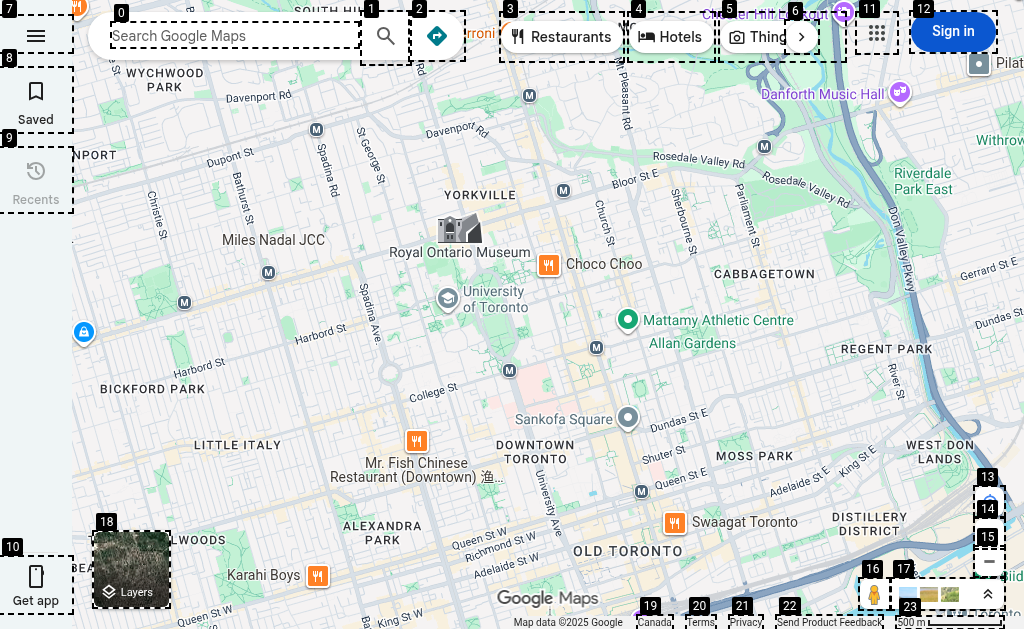 7
0
1
2
3
4
5
6
11
12
Search Google Maps
Restaurants
Hotels
Thing
Sign in
8
Saved
9
Recents
10
Get app
WYCHWOOD
PARK
Davenport Rd
Davenport Rd
Mt Pleasant Rd
Danforth Music Hall
Pilat
Withrow
NPORT
Dupont St
Spadina Rd
St George St
Rosedale Valley Rd
Rosedale Valley Rd
Riverdale
Park East
Christie St
Bathurst St
YORKVILLE
Bloor St E
Church St
Sherbourne St
Parliament St
Don Valley Pkwy
Miles Nadal JCC
Royal Ontario Museum
Choco Choo
CABBAGETOWN
Gerrard St E
Spadina Ave.
University
of Toronto
Mattamy Athletic Centre
Allan Gardens
Dundas St E
Harbord St
Harbord St
REGENT PARK
River St
BICKFORD PARK
College St
Sankofa Square
Dundas St E
LITTLE ITALY
DOWNTOWN
TORONTO
Shuter St
MOSS PARK
Queen St E
King St E
WEST DON
LANDS
Mr. Fish Chinese
Restaurant (Downtown) 渔...
University Ave
Adelaide St E
13
14
15
18
ALEXANDRA
PARK
Queen St W
Richmond St W
Adelaide St W
Swaagat Toronto
DISTILLERY
DISTRICT
OLD TORONTO
Karahi Boys
Queen St W
Layers
Google Maps
16
17
19
20
21
22
23
Map data ©2025 Google
Canada
Terms
Privacy
Send Product Feedback
500 m